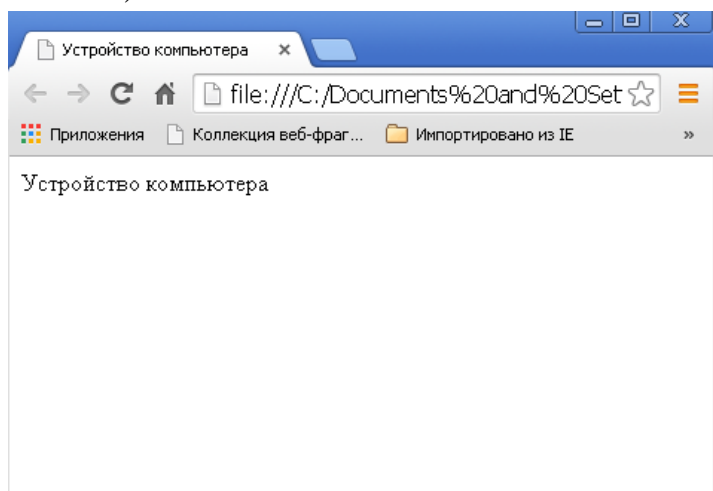 Устройство компьютера
file:///C:/Documents%20and%20Set
Приложения Коллекция веб-фраг... Импортировано из IE »
Устройство компьютера